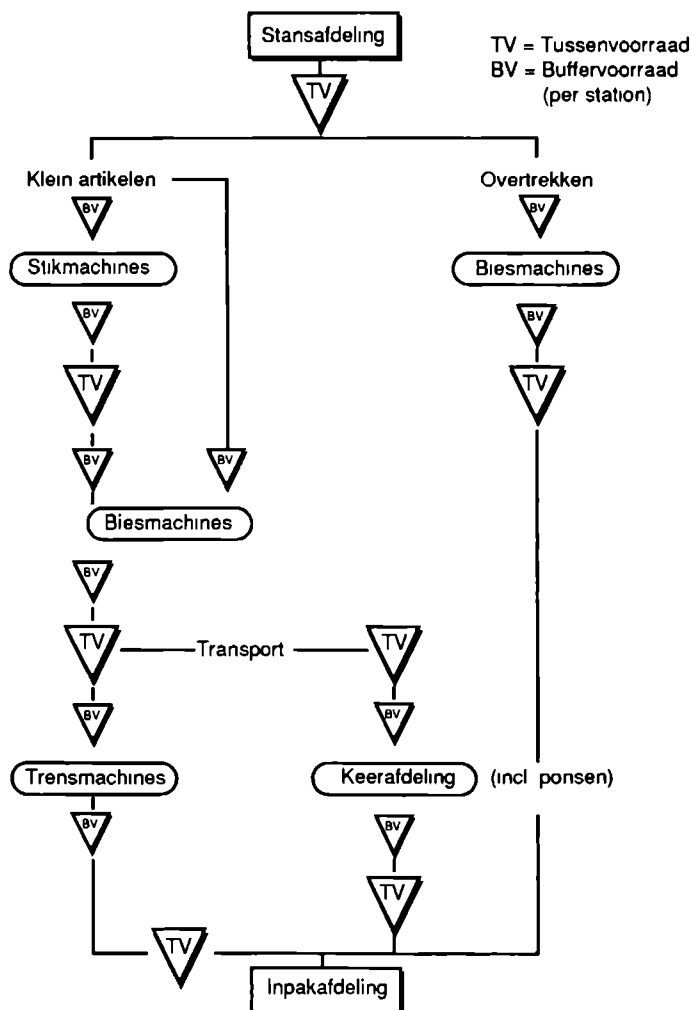 Stansafdeling
TV = Tussenvoorraad
BV = Buffervoorraad
(per station)
TV
Klein artikelen
Overtrekken
BV
BV
Stikmachines
Biesmachines
BV
BV
TV
TV
BV
BV
Biesmachines
BV
TV
Transport
TV
BV
BV
Trensmachines
Keerafdeling
(incl ponsen)
BV
BV
TV
TV
Inpakafdeling